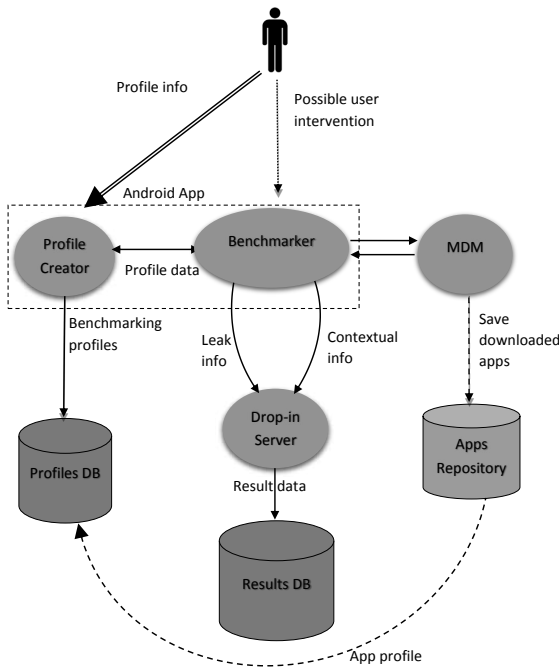 Profile info
Possible user
intervention
Android App
Profile
Creator
Profile data
Benchmarker
MDM
Benchmarking
profiles
Leak
info
Contextual
info
Save
downloaded
apps
Drop-in
Server
Profiles DB
Apps
Repository
Result data
Results DB
App profile